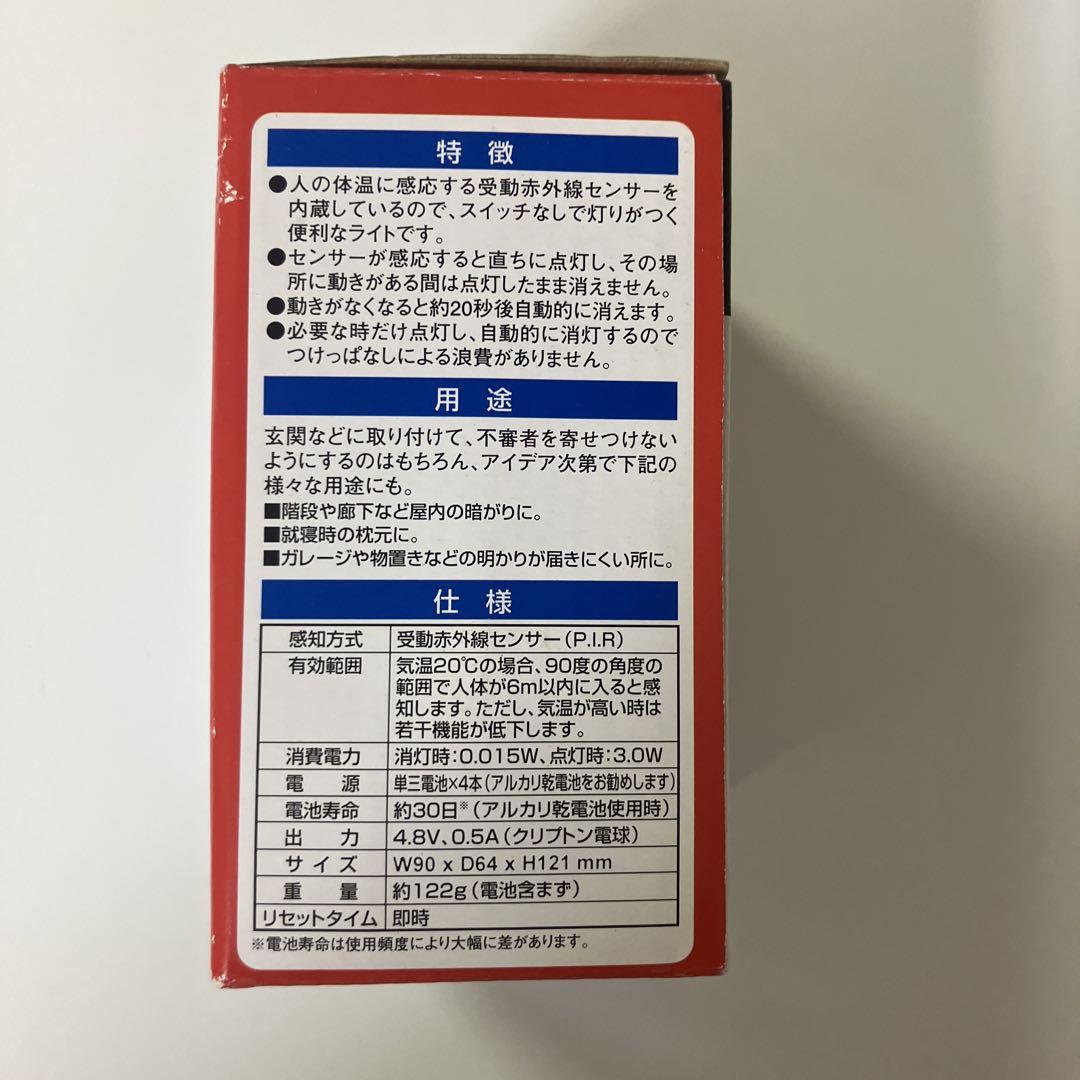 特徴
●人の体温に感応する受動赤外線センサーを
内蔵しているので、スイッチなしで灯りがつく
便利なライトです。
●センサーが感応すると直ちに点灯し、その場
所に動きがある間は点灯したまま消えません。
●動きがなくなると約20秒後自動的に消えます。
●必要な時だけ点灯し、自動的に消灯するので
つけっぱなしによる浪費がありません。
用途
玄関などに取り付けて、不審者を寄せつけない
ようにするのはもちろん、アイデア次第で下記の
様々な用途にも。
■階段や廊下など屋内の暗がりに。
■就寝時の枕元に。
■ガレージや物置きなどの明かりが届きにくい所に。
仕様
感知方式 受動赤外線センサー(P.I.R)
有効範囲 気温20℃の場合、90度の角度の
範囲で人体が6m以内に入ると感
知します。ただし、気温が高い時は
若干機能が低下します。
消費電力 消灯時:0.015W、点灯時:3.0W
電源 単三電池×4本(アルカリ乾電池をお勧めします)
電池寿命 約30日※(アルカリ乾電池使用時)
出力 4.8V、0.5A(クリプトン電球)
サイズ W90 x D64 x H121 mm
重量 約122g(電池含まず)
リセットタイム 即時
※電池寿命は使用頻度により大幅に差があります。